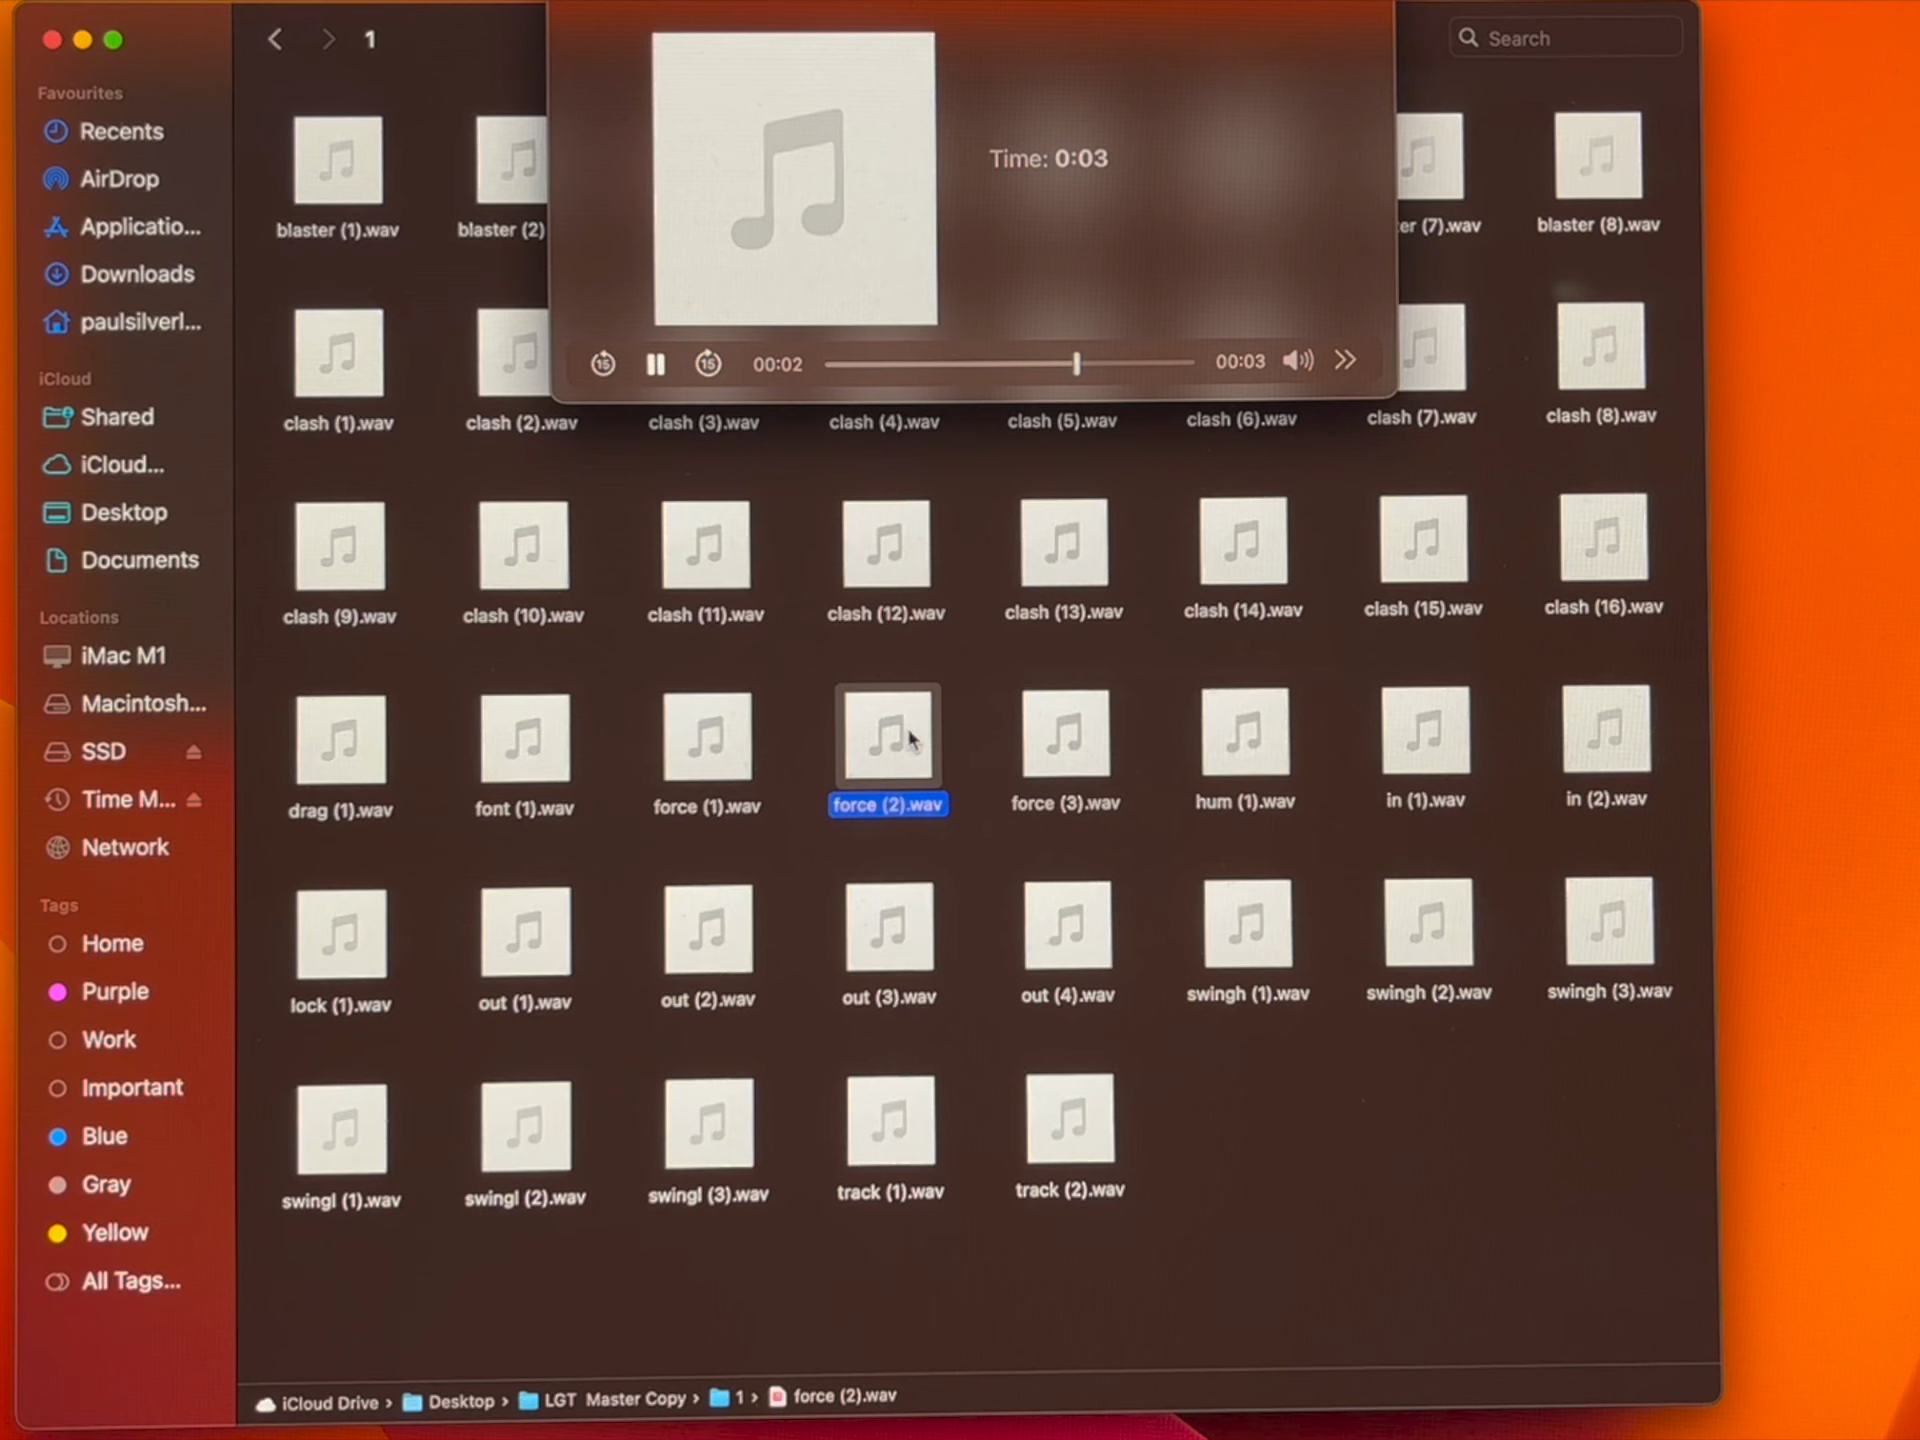 1
Search
Favourites
Recents
AirDrop
Applicatio...
Downloads
paulsilverl...
iCloud
Shared
iCloud...
Desktop
Documents
Locations
iMac M1
Macintosh...
SSD
Time M...
Network
Tags
Home
Purple
Work
Important
Blue
Gray
Yellow
All Tags...
Time: 0:03
15
15
00:02
00:03
blaster (1).wav
blaster (2)
er (7).wav
blaster (8).wav
clash (1).wav
clash (2).wav
clash (3).wav
clash (4).wav
clash (5).wav
clash (6).wav
clash (7).wav
clash (8).wav
clash (9).wav
clash (10).wav
clash (11).wav
clash (12).wav
clash (13).wav
clash (14).wav
clash (15).wav
clash (16).wav
drag (1).wav
font (1).wav
force (1).wav
force (2).wav
force (3).wav
hum (1).wav
in (1).wav
in (2).wav
lock (1).wav
out (1).wav
out (2).wav
out (3).wav
out (4).wav
swingh (1).wav
swingh (2).wav
swingh (3).wav
swingl (1).wav
swingl (2).wav
swingl (3).wav
track (1).wav
track (2).wav
iCloud Drive › Desktop › LGT Master Copy › 1 › force (2).wav